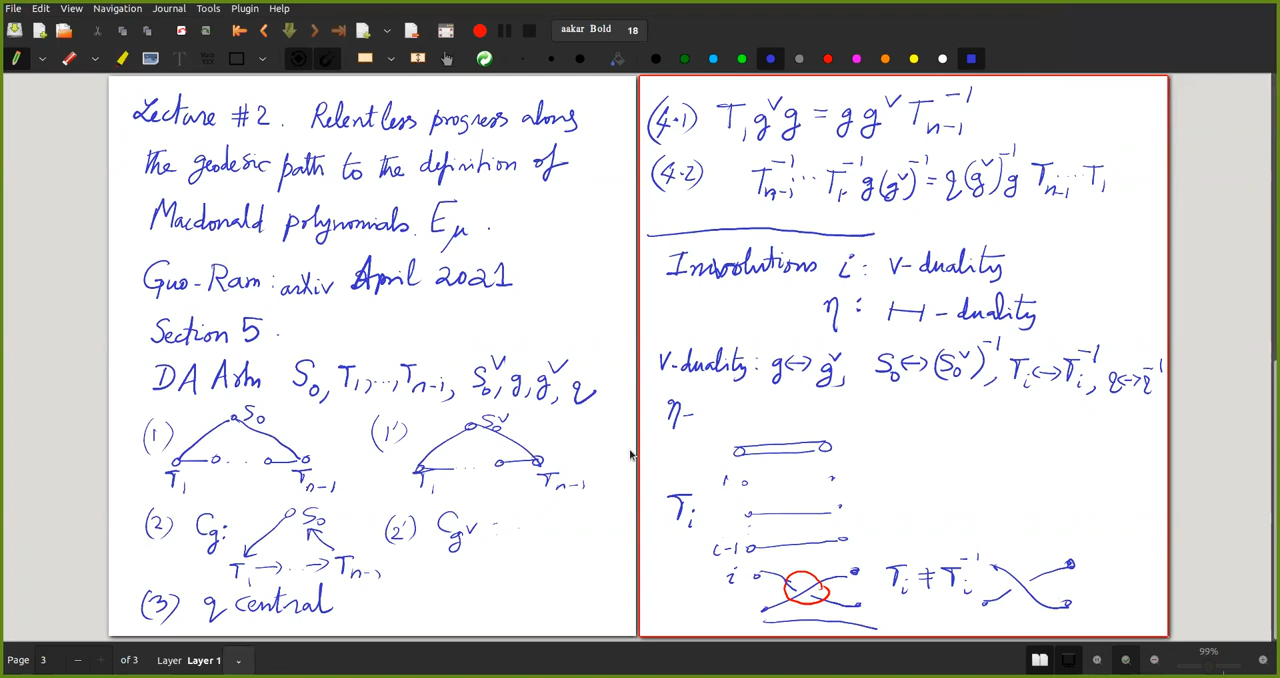 File Edit View Navigation Journal Tools Plugin Help
aakar Bold 18
Lecture #2. Relentless progress along
the geodesic path to the definition of
Macdonald polynomials E_μ.
Guo-Ram: arxiv April 2021
Section 5.
DA Artin S_0, T_1, ..., T_{n-1}, S_0^∨, g, g^∨, q
(1) S_0
T_1 ... T_{n-1}
(1') S_0^∨
T_1 ... T_{n-1}
(2) C_g: S_0
T_1 → ... → T_{n-1}
(2') C_{g^∨}
(3) q central
(4.1) T_1 g^∨ g = g g^∨ T_{n-1}^{-1}
(4.2) T_{n-1}^{-1} ... T_1^{-1} g (g^∨)^{-1} = q (g^∨)^{-1} g T_{n-1} ... T_1
Involutions i: v-duality
η: H-duality
v-duality: g ↔ g^∨, S_0 ↔ (S_0^∨)^{-1}, T_i ↔ T_i^{-1}, q ↔ q^{-1}
η-
1
T_i
i-1
i
T_i ≠ T_i^{-1}
Page 3 of 3 Layer Layer 1 99%